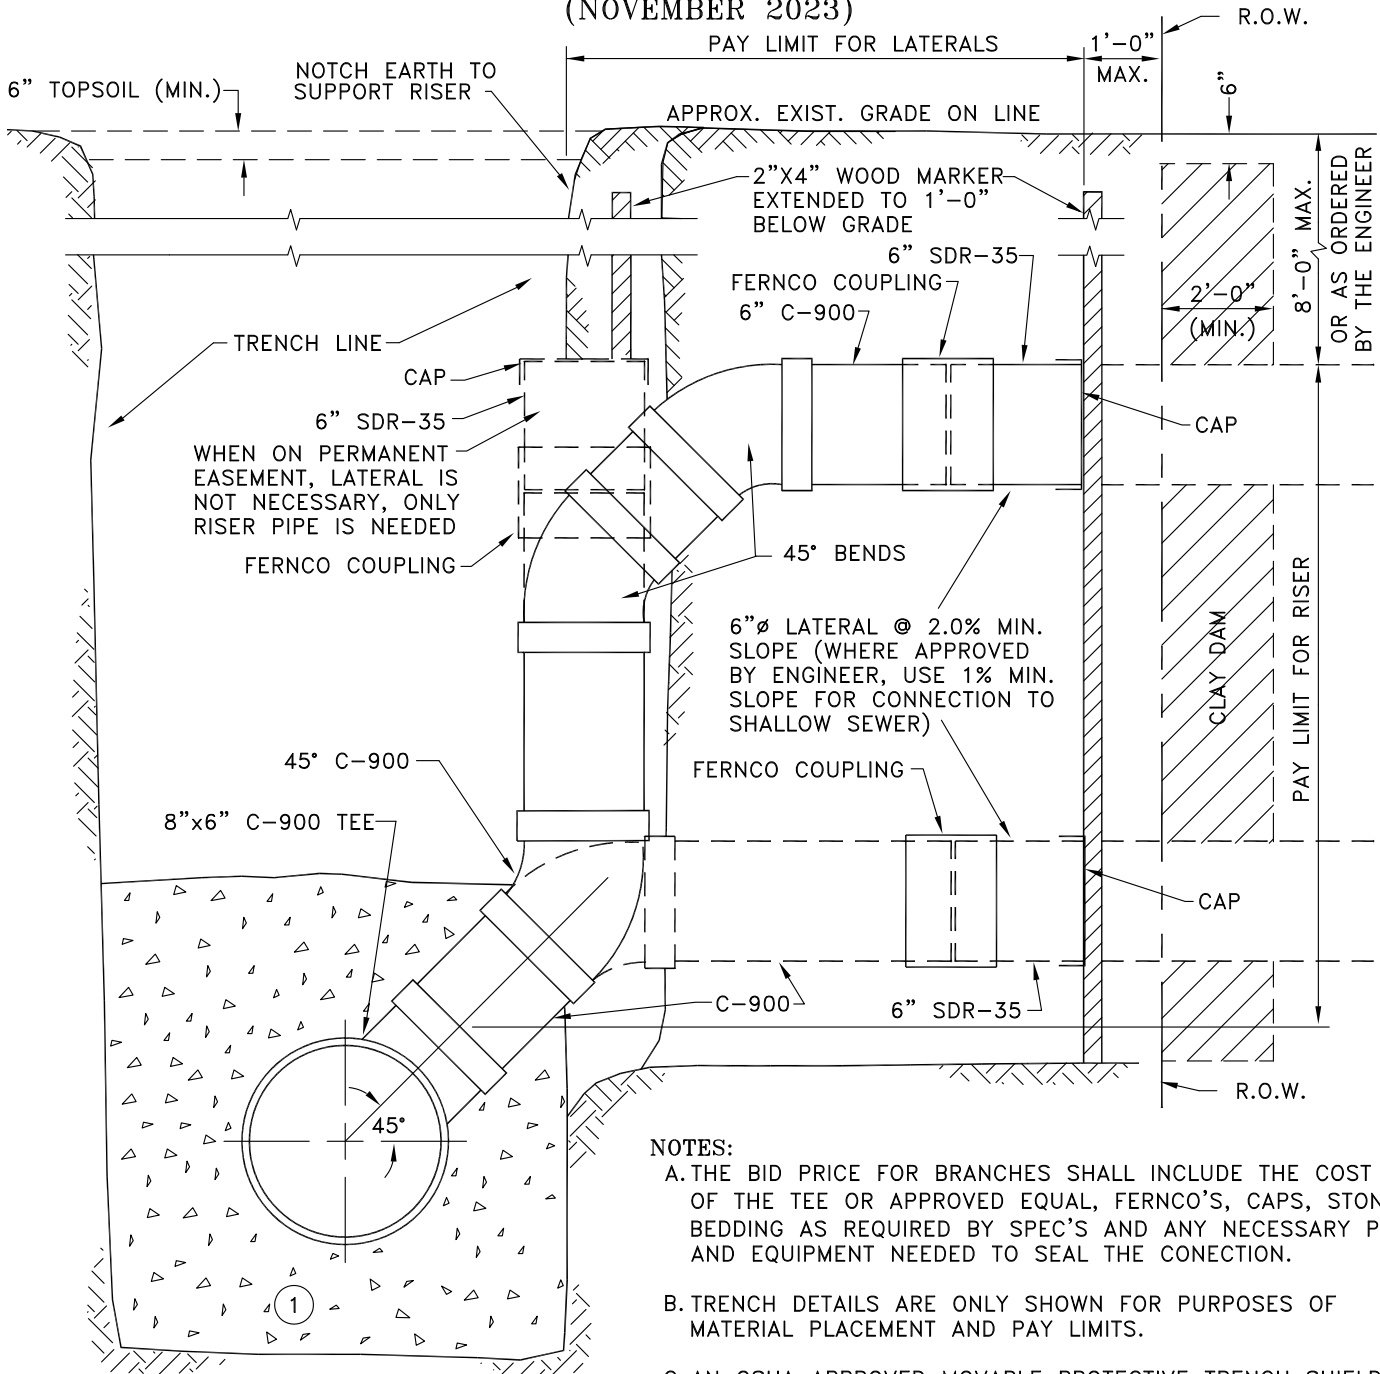 (NOVEMBER 2023)
R.O.W.
PAY LIMIT FOR LATERALS
1'-0"
MAX.
6" TOPSOIL (MIN.)
NOTCH EARTH TO
SUPPORT RISER
6"
APPROX. EXIST. GRADE ON LINE
2"X4" WOOD MARKER
EXTENDED TO 1'-0"
BELOW GRADE
8'-0" MAX.
OR AS ORDERED
BY THE ENGINEER
6" SDR-35
FERNCO COUPLING
6" C-900
2'-0"
(MIN.)
TRENCH LINE
CAP
6" SDR-35
CAP
WHEN ON PERMANENT
EASEMENT, LATERAL IS
NOT NECESSARY, ONLY
RISER PIPE IS NEEDED
FERNCO COUPLING
45° BENDS
6"ø LATERAL @ 2.0% MIN.
SLOPE (WHERE APPROVED
BY ENGINEER, USE 1% MIN.
SLOPE FOR CONNECTION TO
SHALLOW SEWER)
CLAY DAM
PAY LIMIT FOR RISER
45° C-900
FERNCO COUPLING
8"x6" C-900 TEE
CAP
C-900
6" SDR-35
R.O.W.
45°
1
NOTES:
A. THE BID PRICE FOR BRANCHES SHALL INCLUDE THE COST
OF THE TEE OR APPROVED EQUAL, FERNCO'S, CAPS, STON
BEDDING AS REQUIRED BY SPEC'S AND ANY NECESSARY P
AND EQUIPMENT NEEDED TO SEAL THE CONECTION.
B. TRENCH DETAILS ARE ONLY SHOWN FOR PURPOSES OF
MATERIAL PLACEMENT AND PAY LIMITS.
C. AN OSHA APPROVED MOVABLE PROTECTIVE TRENCH SHIELD